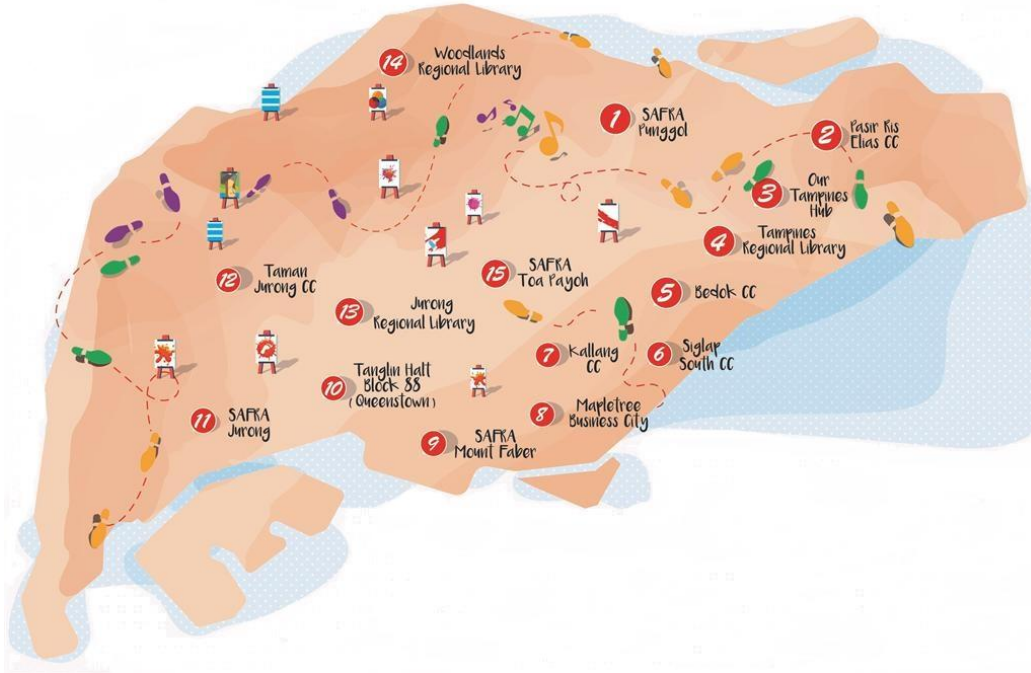 14
Woodlands
Regional Library
1
SAFRA
Punggol
2
Pasir Ris
Elias CC
3
Our
Tampines
Hub
4
Tampines
Regional Library
15
SAFRA
Toa Payoh
12
Taman
Jurong CC
5
Bedok CC
13
Jurong
Regional Library
7
Kallang
CC
6
Siglap
South CC
10
Tanglin Halt
Block 88
(Queenstown)
8
Mapletree
Business City
11
SAFRA
Jurong
9
SAFRA
Mount Faber